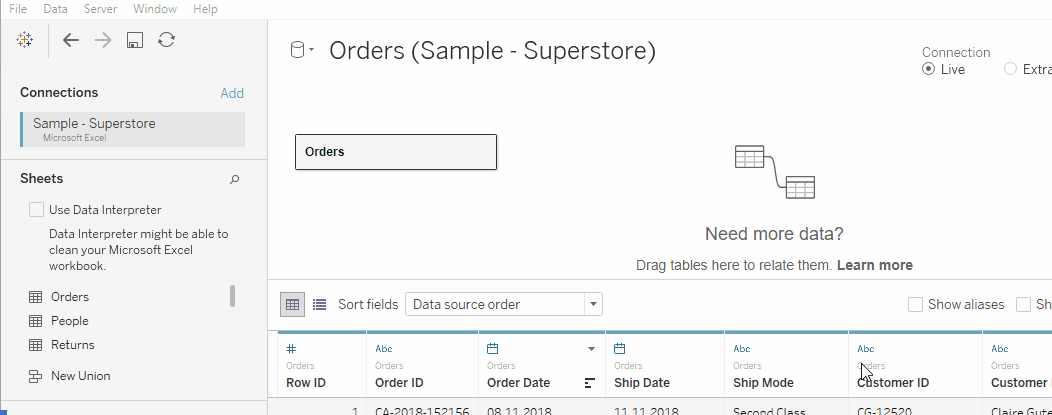 File Data Server Window Help
Orders (Sample - Superstore)
Connection
Live Extra
Connections Add
Sample - Superstore
Microsoft Excel
Orders
Sheets
Use Data Interpreter
Data Interpreter might be able to
clean your Microsoft Excel
workbook.
Need more data?
Drag tables here to relate them. Learn more
Orders
People
Returns
New Union
Sort fields Data source order Show aliases Sh
# Abc Abc Abc Abc
Orders Orders Orders Orders Orders Orders Orders
Row ID Order ID Order Date Ship Date Ship Mode Customer ID Customer
1 CA-2018-152156 08.11.2018 11.11.2018 Second Class CG-12520 Claire Gute